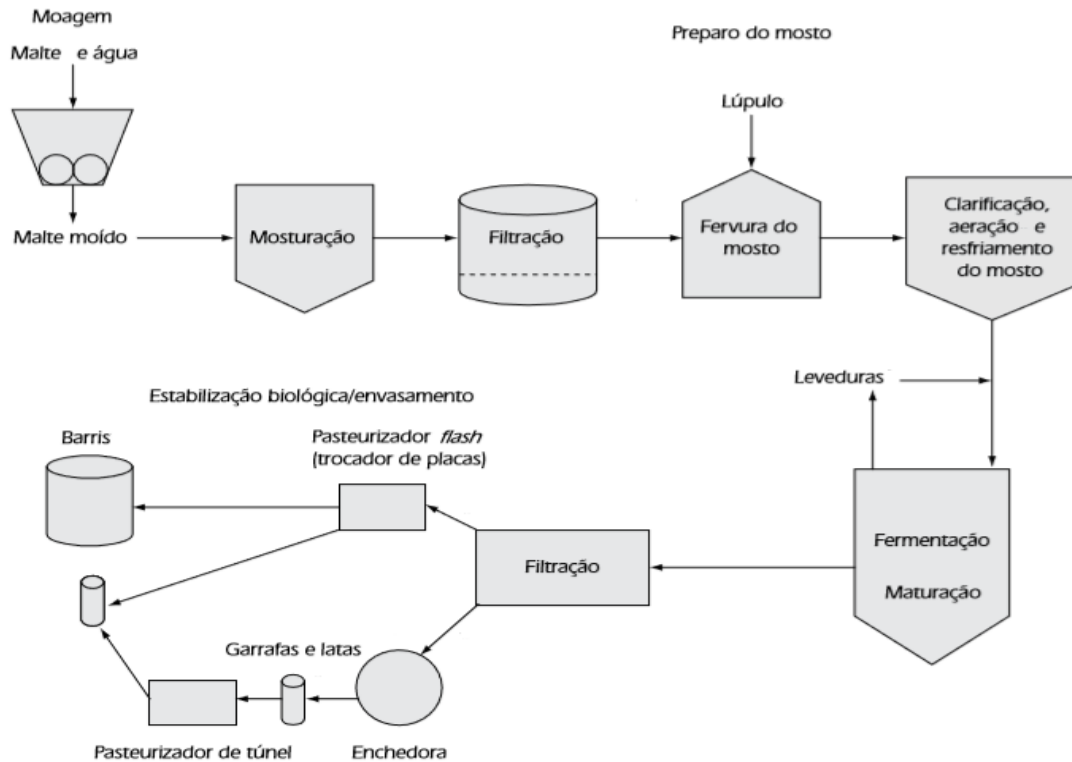 Moagem
Malte e água
Malte moído
Mosturação
Filtração
Preparo do mosto
Lúpulo
Fervura do
mosto
Clarificação,
aeração e
resfriamento
do mosto
Leveduras
Fermentação
Maturação
Filtração
Estabilização biológica/envasamento
Pasteurizador flash
(trocador de placas)
Barris
Garrafas e latas
Enchedora
Pasteurizador de túnel